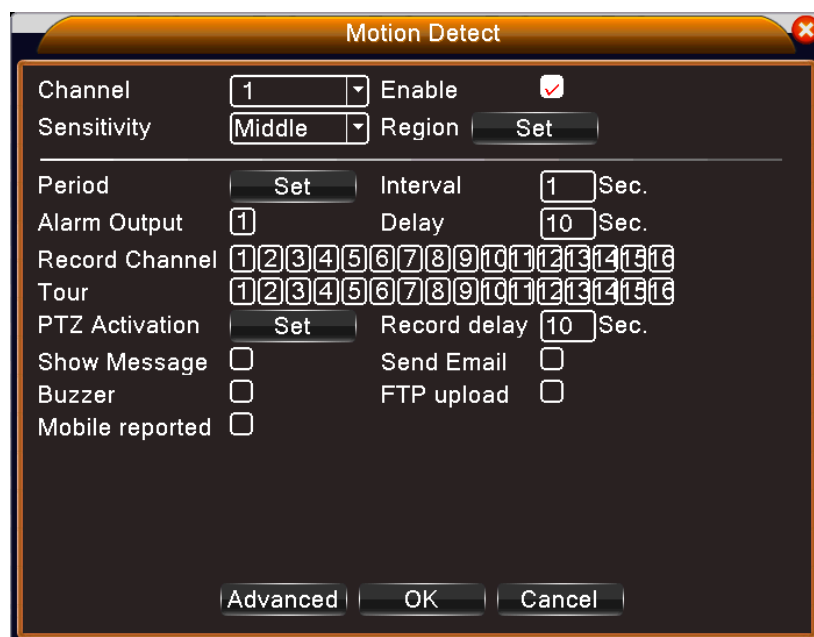 Motion Detect
Channel 1 Enable
Sensitivity Middle Region Set
Period Set Interval 1 Sec.
Alarm Output 1 Delay 10 Sec.
Record Channel 1 2 3 4 5 6 7 8 9 10 11 12 13 14 15 16
Tour 1 2 3 4 5 6 7 8 9 10 11 12 13 14 15 16
PTZ Activation Set Record delay 10 Sec.
Show Message Send Email
Buzzer FTP upload
Mobile reported
Advanced OK Cancel